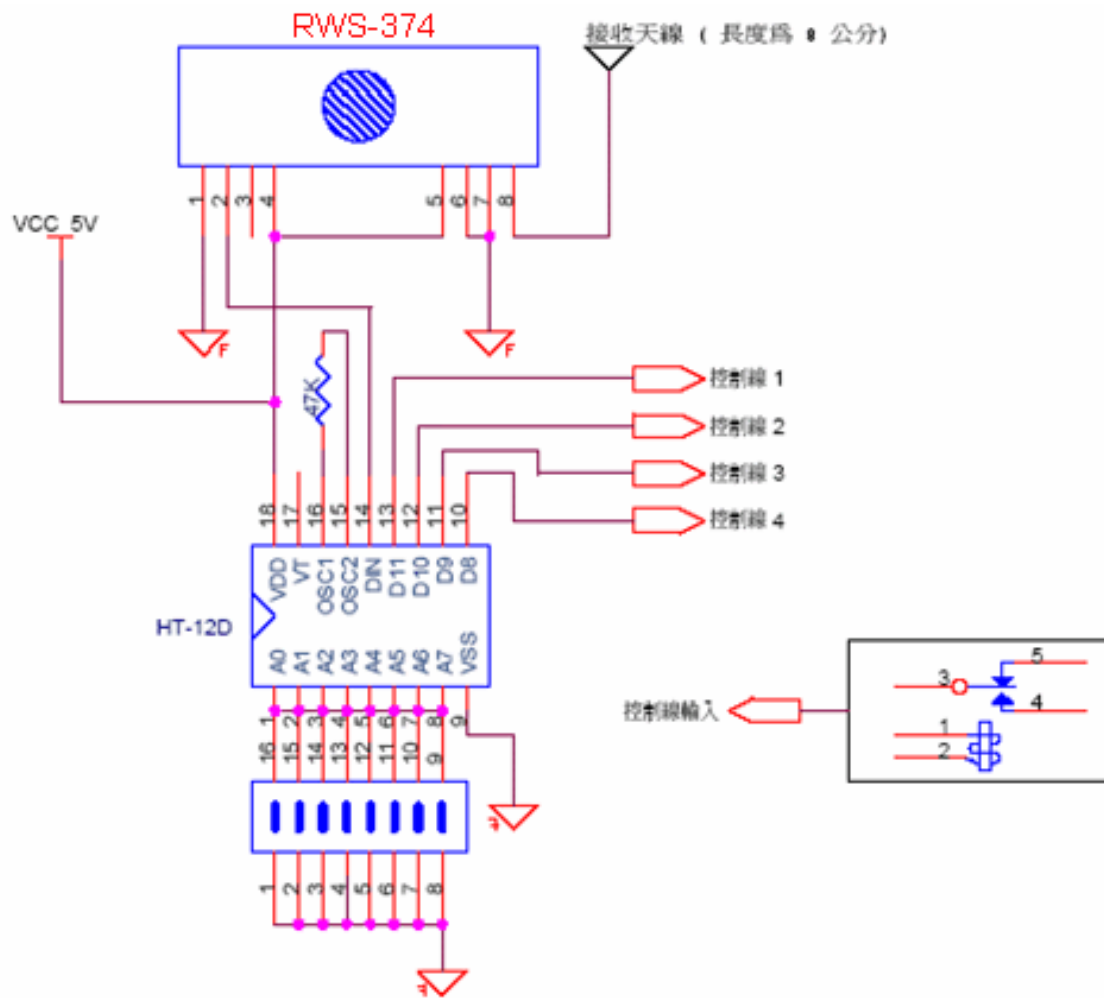 RWS-374
接收天線 ( 長度為 8 公分)
1 2 3 4 5 6 7 8
VCC 5V
F
F
47K
控制線 1
控制線 2
控制線 3
控制線 4
18 17 16 15 14 13 12 11 10
VDD VT OSC1 OSC2 DIN D11 D10 D9 D8
HT-12D
A0 A1 A2 A3 A4 A5 A6 A7 VSS
1 2 3 4 5 6 7 8 9
16 15 14 13 12 11 10 9
1 2 3 4 5 6 7 8
控制線輸入
5
3
4
1
2